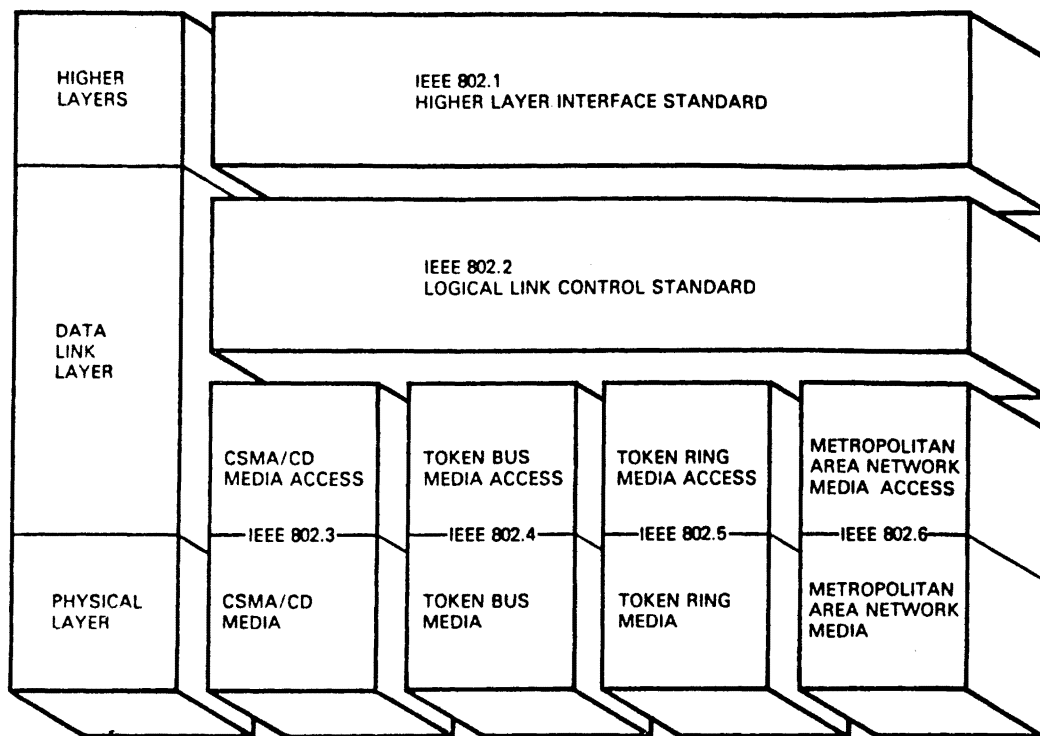 HIGHER
LAYERS
IEEE 802.1
HIGHER LAYER INTERFACE STANDARD
IEEE 802.2
LOGICAL LINK CONTROL STANDARD
DATA
LINK
LAYER
CSMA/CD
MEDIA ACCESS
TOKEN BUS
MEDIA ACCESS
TOKEN RING
MEDIA ACCESS
METROPOLITAN
AREA NETWORK
MEDIA ACCESS
IEEE 802.3
IEEE 802.4
IEEE 802.5
IEEE 802.6
PHYSICAL
LAYER
CSMA/CD
MEDIA
TOKEN BUS
MEDIA
TOKEN RING
MEDIA
METROPOLITAN
AREA NETWORK
MEDIA